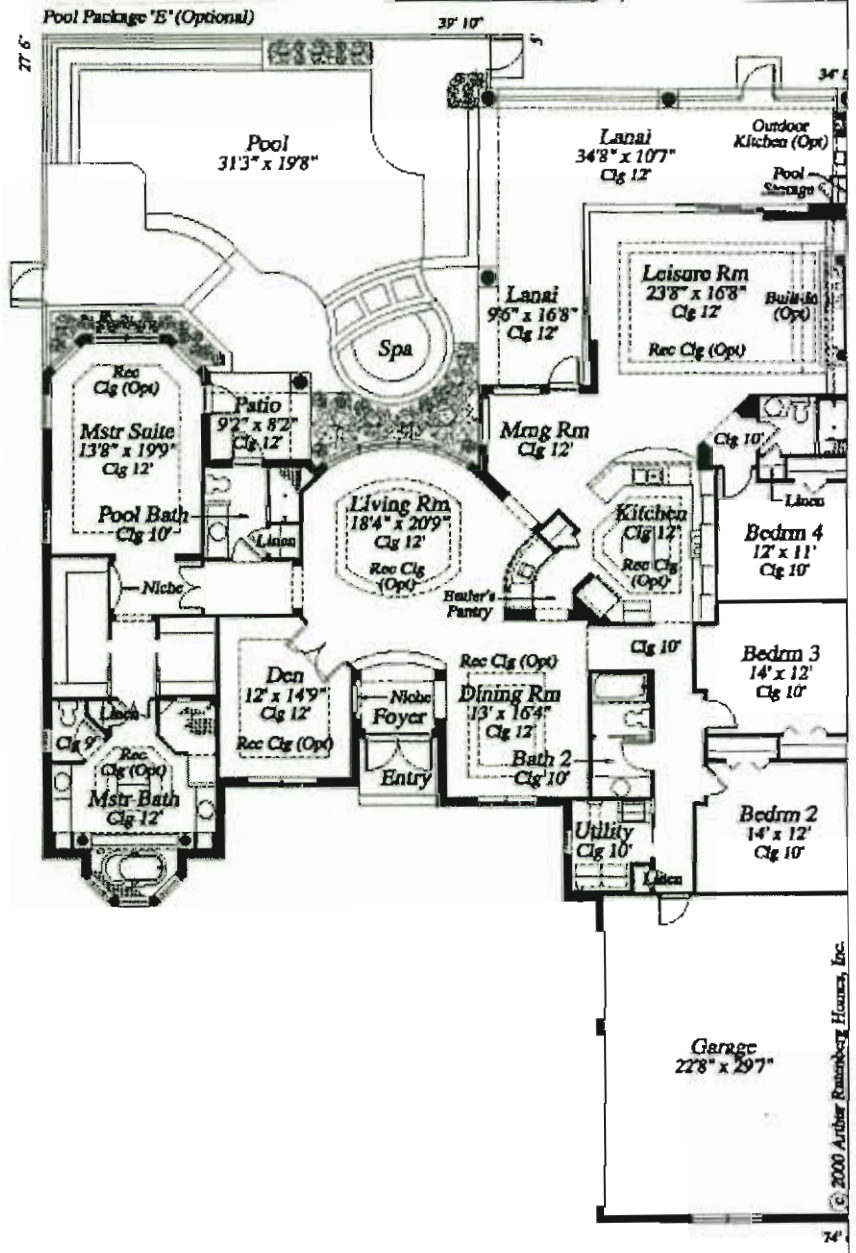 Pool Package "E" (Optional)
39' 10"
27' 6"
5'
Pool
31'3" x 19'8"
Lanai
34'8" x 10'7"
Clg 12'
Outdoor
Kitchen (Opt)
Pool
Storage
Leisure Rm
23'8" x 16'8"
Clg 12'
Rec Clg (Opt)
Built-In
(Opt)
Lanai
9'6" x 16'8"
Clg 12'
Spa
Rec
Clg (Opt)
Mstr Suite
13'8" x 19'9"
Clg 12'
Patio
9'2" x 8'2"
Clg 12'
Mrng Rm
Clg 12'
Clg 10'
Linen
Pool Bath
Clg 10'
Linen
Living Rm
18'4" x 20'9"
Clg 12'
Rec Clg
(Opt)
Kitchen
Clg 12'
Rec Clg
(Opt)
Bedrm 4
12' x 11'
Clg 10'
Niche
Butler's
Pantry
Clg 10'
Bedrm 3
14' x 12'
Clg 10'
Den
12' x 14'9"
Clg 12'
Rec Clg (Opt)
Niche
Foyer
Entry
Rec Clg (Opt)
Dining Rm
13' x 16'4"
Clg 12'
Bath 2
Clg 10'
Linen
Clg 9'
Rec
Clg (Opt)
Mstr Bath
Clg 12'
Utility
Clg 10'
Linen
Bedrm 2
14' x 12'
Clg 10'
Garage
22'8" x 29'7"
© 2000 Arthur Rutenberg Homes, Inc.
74'